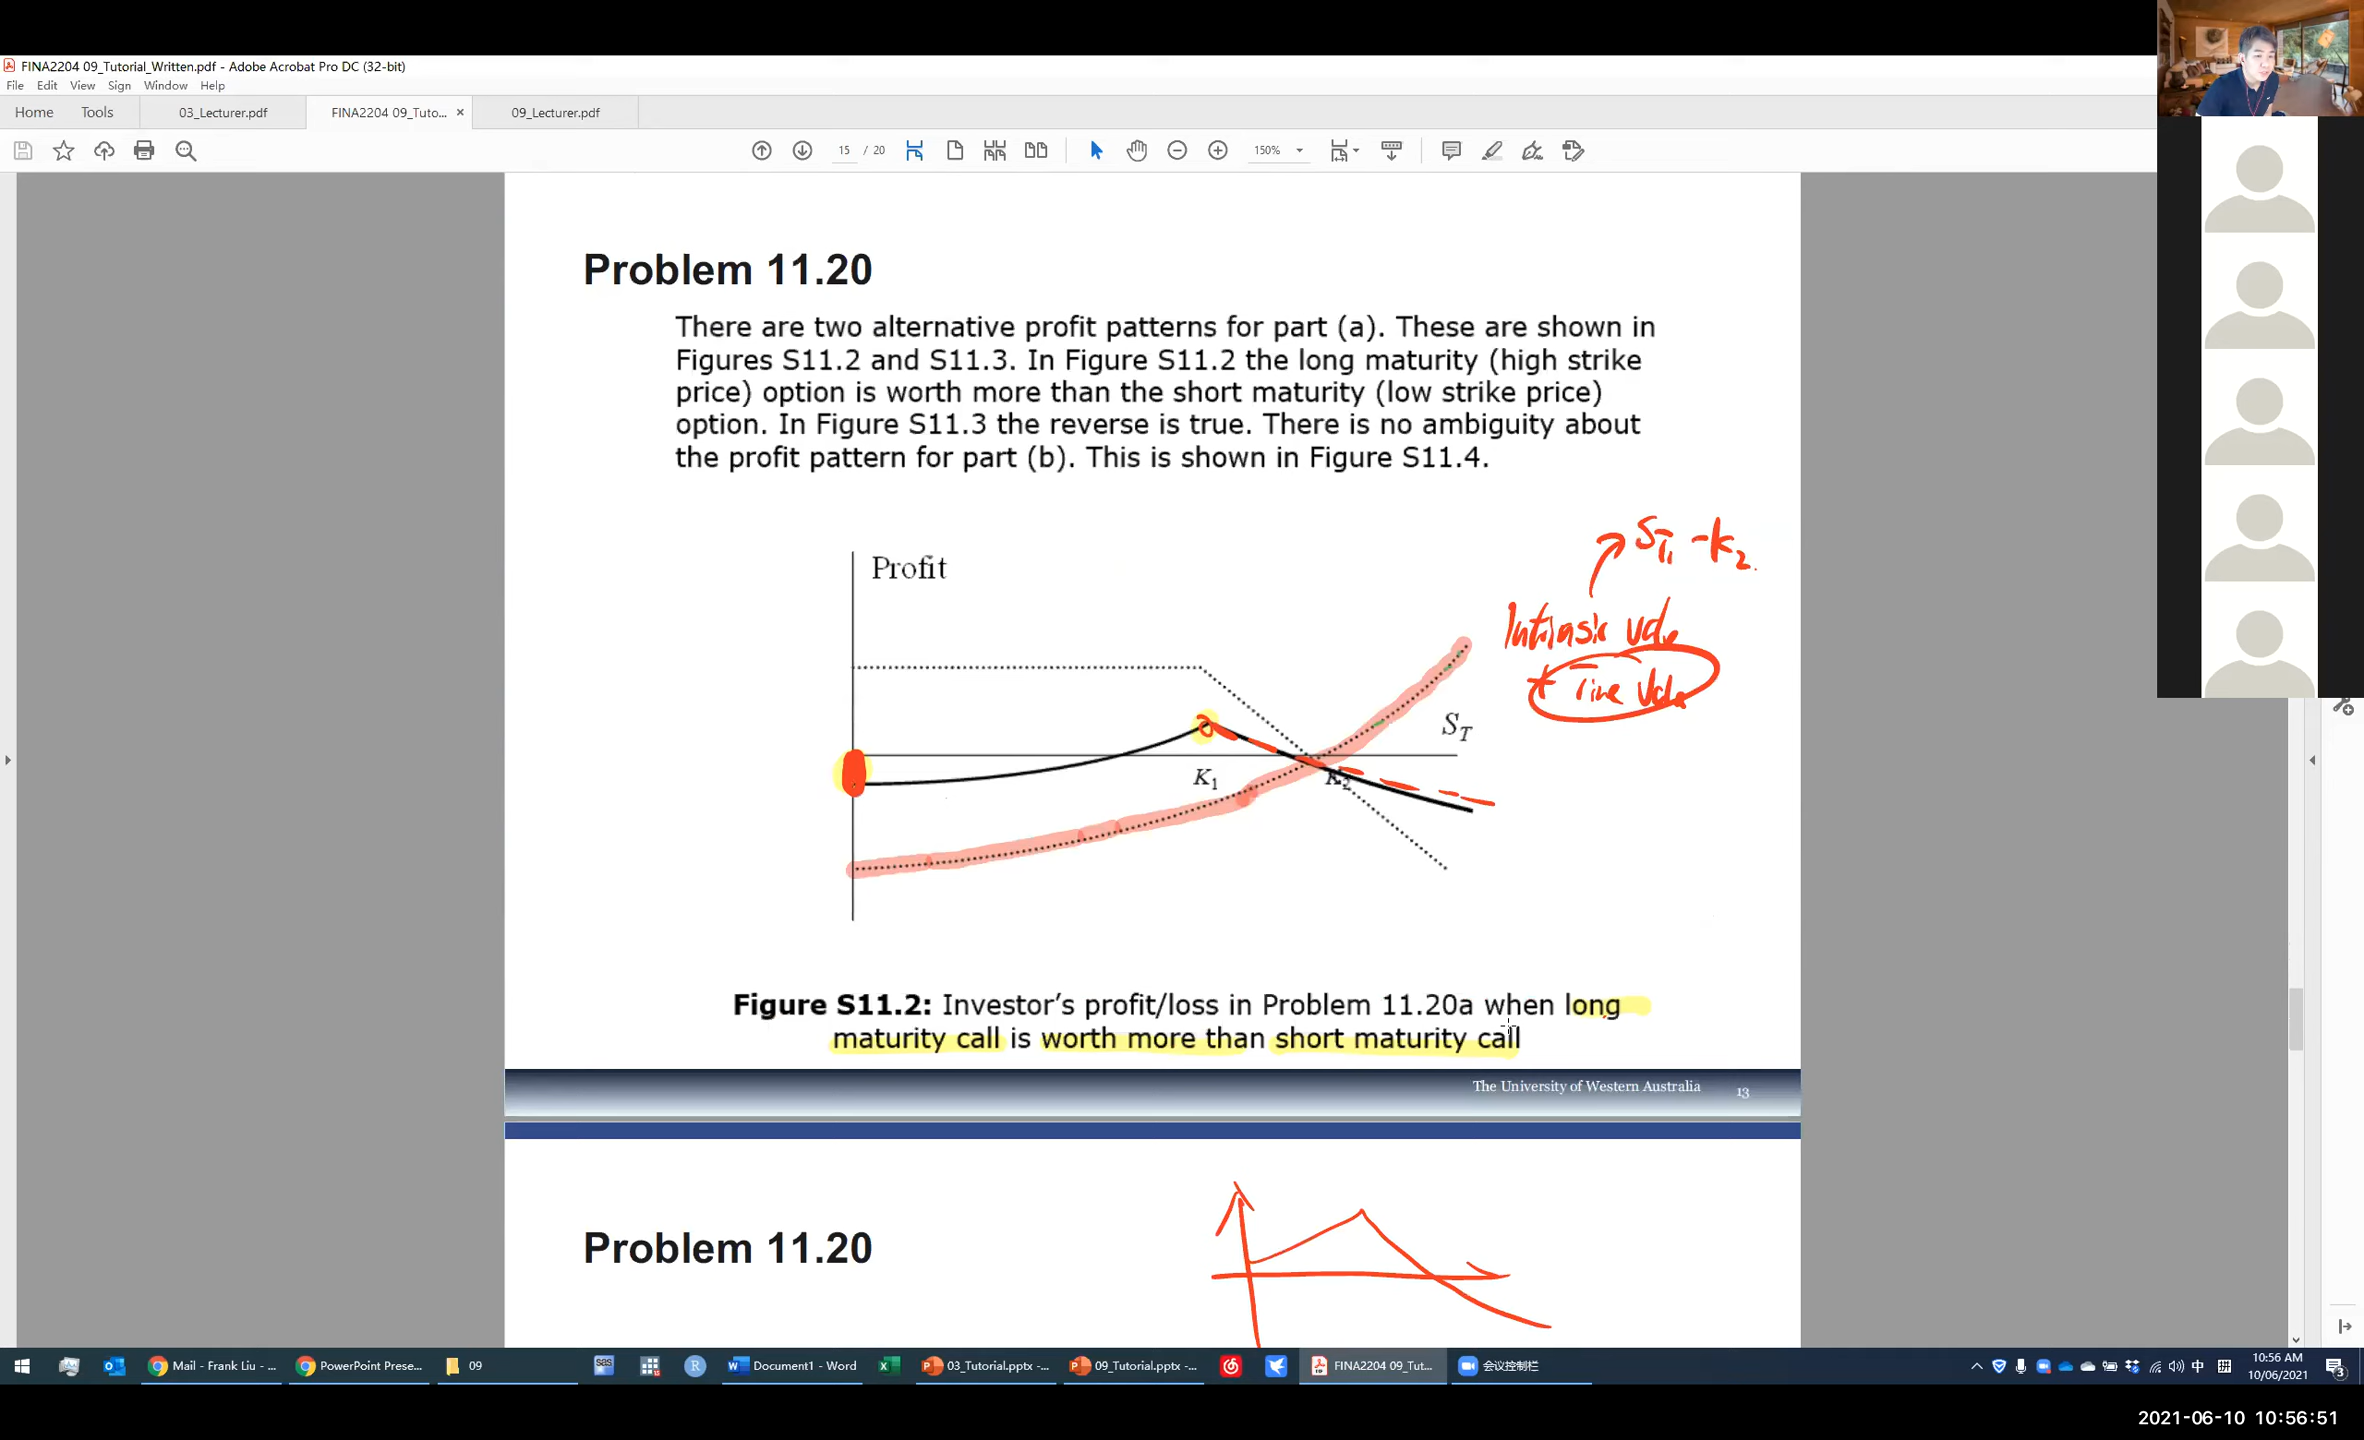 FINA2204 09_Tutorial_Written.pdf - Adobe Acrobat Pro DC (32-bit)
File Edit View Sign Window Help
Home Tools 03_Lecturer.pdf FINA2204 09_Tuto... × 09_Lecturer.pdf
15 / 20 150%
Problem 11.20
There are two alternative profit patterns for part (a). These are shown in
Figures S11.2 and S11.3. In Figure S11.2 the long maturity (high strike
price) option is worth more than the short maturity (low strike price)
option. In Figure S11.3 the reverse is true. There is no ambiguity about
the profit pattern for part (b). This is shown in Figure S11.4.
S_T1 - K2.
Profit
Intrinsic Value
+ Time Value
S_T
K1 K2
Figure S11.2: Investor's profit/loss in Problem 11.20a when long
maturity call is worth more than short maturity call
The University of Western Australia 13
Problem 11.20
Mail - Frank Liu - ... PowerPoint Prese... 09 SAS R Document1 - Word 03_Tutorial.pptx -... 09_Tutorial.pptx -... FINA2204 09_Tut... 会议控制栏 中 拼 10:56 AM
10/06/2021 3
2021-06-10 10:56:51